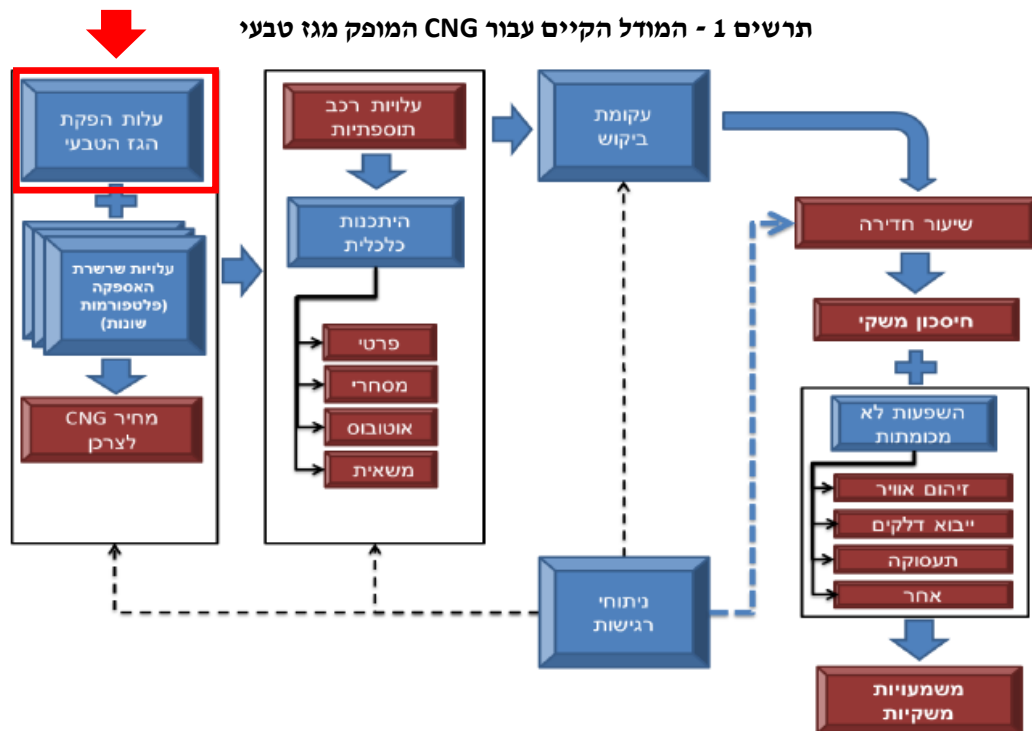 תרשים 1 - המודל הקיים עבור CNG המופק מגז טבעי
עלות הפקת
הגז הטבעי
עלויות שרשרת
האספקה
(פלטפורמות
שונות)
מחיר CNG
לצרכן
עלויות רכב
תוספתיות
היתכנות
כלכלית
פרטי
מסחרי
אוטובוס
משאית
עקומת
ביקוש
ניתוחי
רגישות
שיעור חדירה
חיסכון משקי
השפעות לא
מכומתות
זיהום אוויר
ייבוא דלקים
תעסוקה
אחר
משמעויות
משקיות